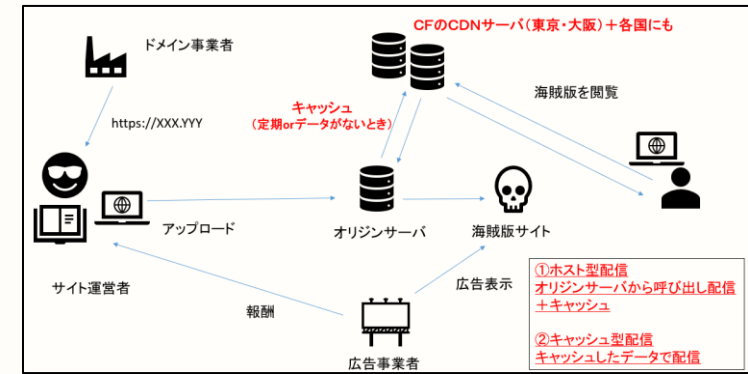 CFのCDNサーバ(東京・大阪)+各国にも
ドメイン事業者
海賊版を閲覧
キャッシュ
(定期orデータがないとき)
https://XXX.YYY
アップロード
オリジンサーバ
海賊版サイト
サイト運営者
報酬
広告表示
広告事業者
①ホスト型配信
オリジンサーバから呼び出し配信
+キャッシュ
②キャッシュ型配信
キャッシュしたデータで配信